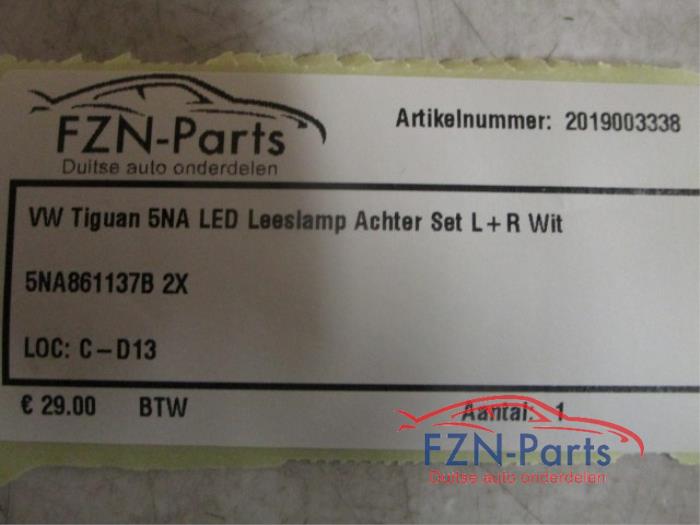 FZN-Parts
Duitse auto onderdelen
Artikelnummer: 2019003338
VW Tiguan 5NA LED Leeslamp Achter Set L+R Wit
5NA861137B 2X
LOC: C-D13
€ 29.00 BTW Aantal: 1
FZN-Parts
Duitse auto onderdelen